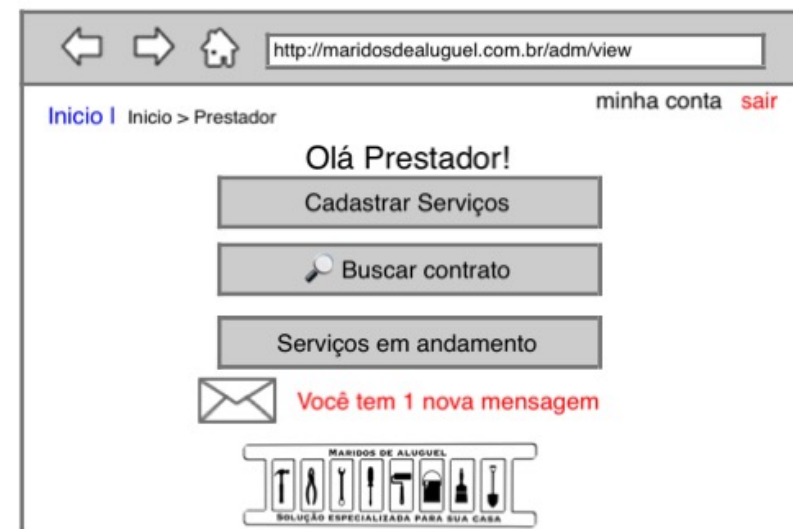 http://maridosdealuguel.com.br/adm/view
minha conta sair
Inicio | Inicio > Prestador
Olá Prestador!
Cadastrar Serviços
Buscar contrato
Serviços em andamento
Você tem 1 nova mensagem
MARIDOS DE ALUGUEL
SOLUÇÃO ESPECIALIZADA PARA SUA CASA